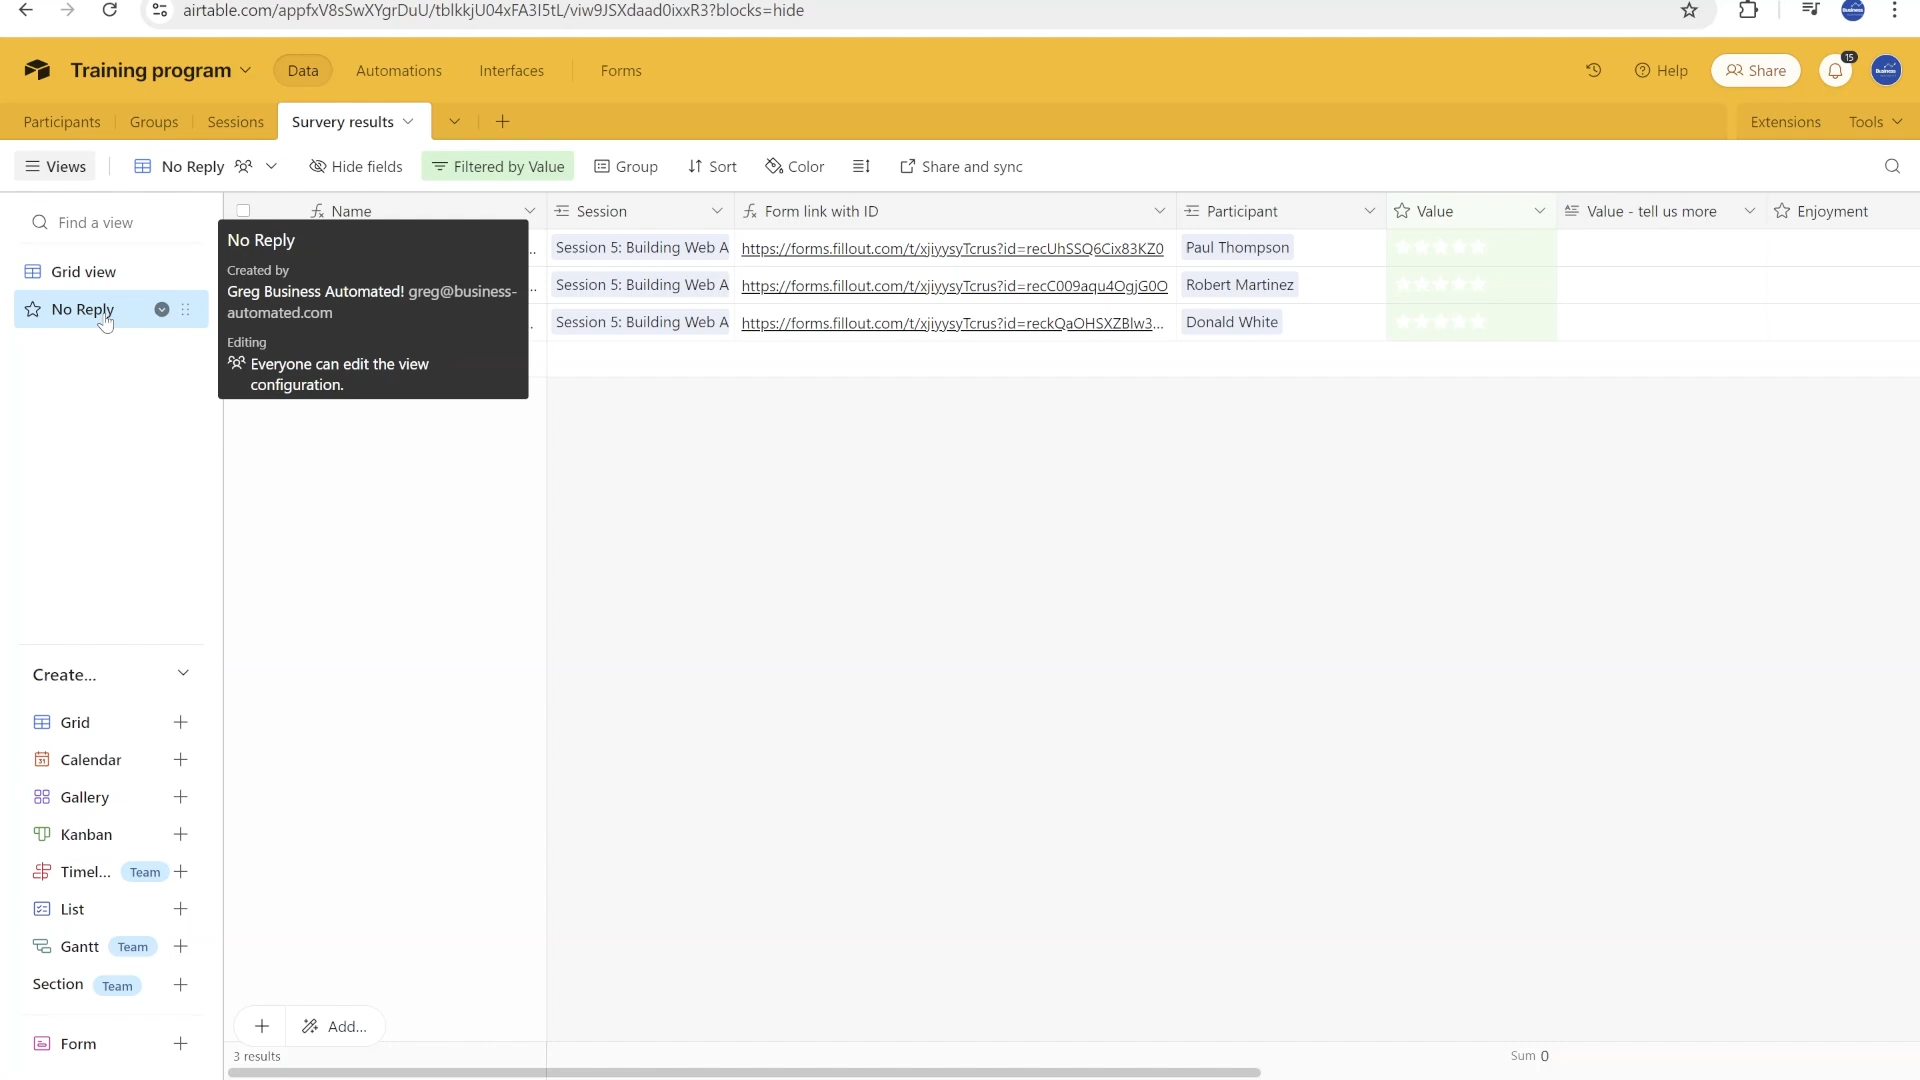 airtable.com/appfxV8sSwXYgrDuU/tblkkjU04xFA3I5tL/viw9JSXdaad0ixxR3?blocks=hide
Training program
Data
Automations
Interfaces
Forms
Help
Share
15
Participants
Groups
Sessions
Survery results
Extensions
Tools
Views
No Reply
Hide fields
Filtered by Value
Group
Sort
Color
Share and sync
Find a view
Name
Session
Form link with ID
Participant
Value
Value - tell us more
Enjoyment
Grid view
No Reply
No Reply
Created by
Greg Business Automated! greg@business-
automated.com
Editing
Everyone can edit the view
configuration.
Session 5: Building Web A
https://forms.fillout.com/t/xjiyysyTcrus?id=recUhSSQ6Cix83KZ0
Paul Thompson
Session 5: Building Web A
https://forms.fillout.com/t/xjiyysyTcrus?id=recC009aqu4OgjG0O
Robert Martinez
Session 5: Building Web A
https://forms.fillout.com/t/xjiyysyTcrus?id=reckQaOHSXZBlw3...
Donald White
Create...
Grid
Calendar
Gallery
Kanban
Timel... Team
List
Gantt Team
Section Team
Form
Add...
3 results
Sum 0